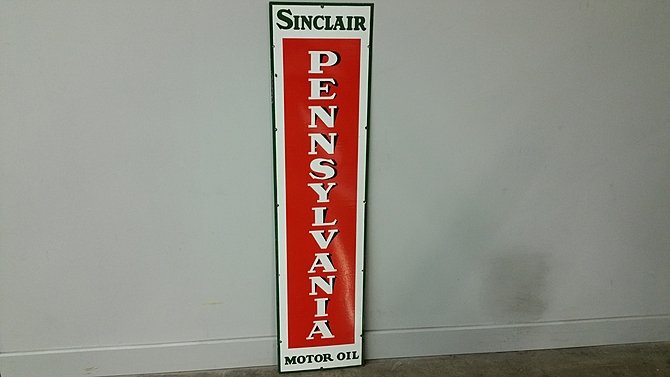 SINCLAIR
PENNSYLVANIA
MOTOR OIL